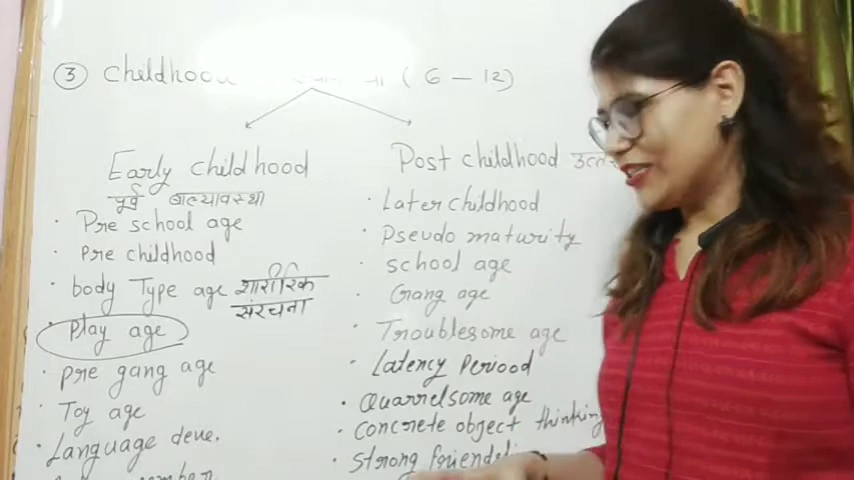 ③ Childhood ( 6 – 12 )
Early childhood
पूर्व बाल्यावस्था
· Pre school age
· Pre childhood
· body Type age शारीरिक
संरचना
· Play age
· Pre gang age
· Toy age
· Language deve.
Post childhood
· Later childhood
· Pseudo maturity
· school age
· Gang age
· Troublesome age
· Latency Period
· Quarrelsome age
· Concrete object thinking
· Strong